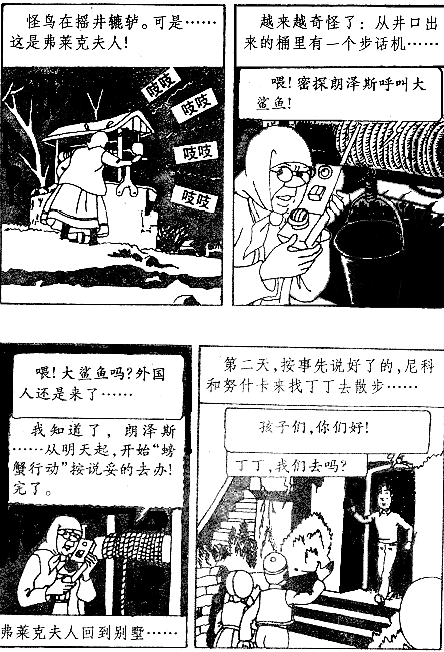 怪鸟在摇井辘轳。可是……
这是弗莱克夫人!
吱吱
吱吱
吱吱
吱吱
越来越奇怪了：从井口出
来的桶里有一个步话机……
喂!密探朗泽斯呼叫大
鲨鱼!
喂!大鲨鱼吗?外国
人还是来了……
我知道了，朗泽斯
……从明天起，开始“螃
蟹行动”按说妥的去办!
完了。
弗莱克夫人回到别墅……
第二天，按事先说好了的，尼科
和努什卡来找丁丁去散步……
孩子们，你们好!
丁丁，我们去吗?